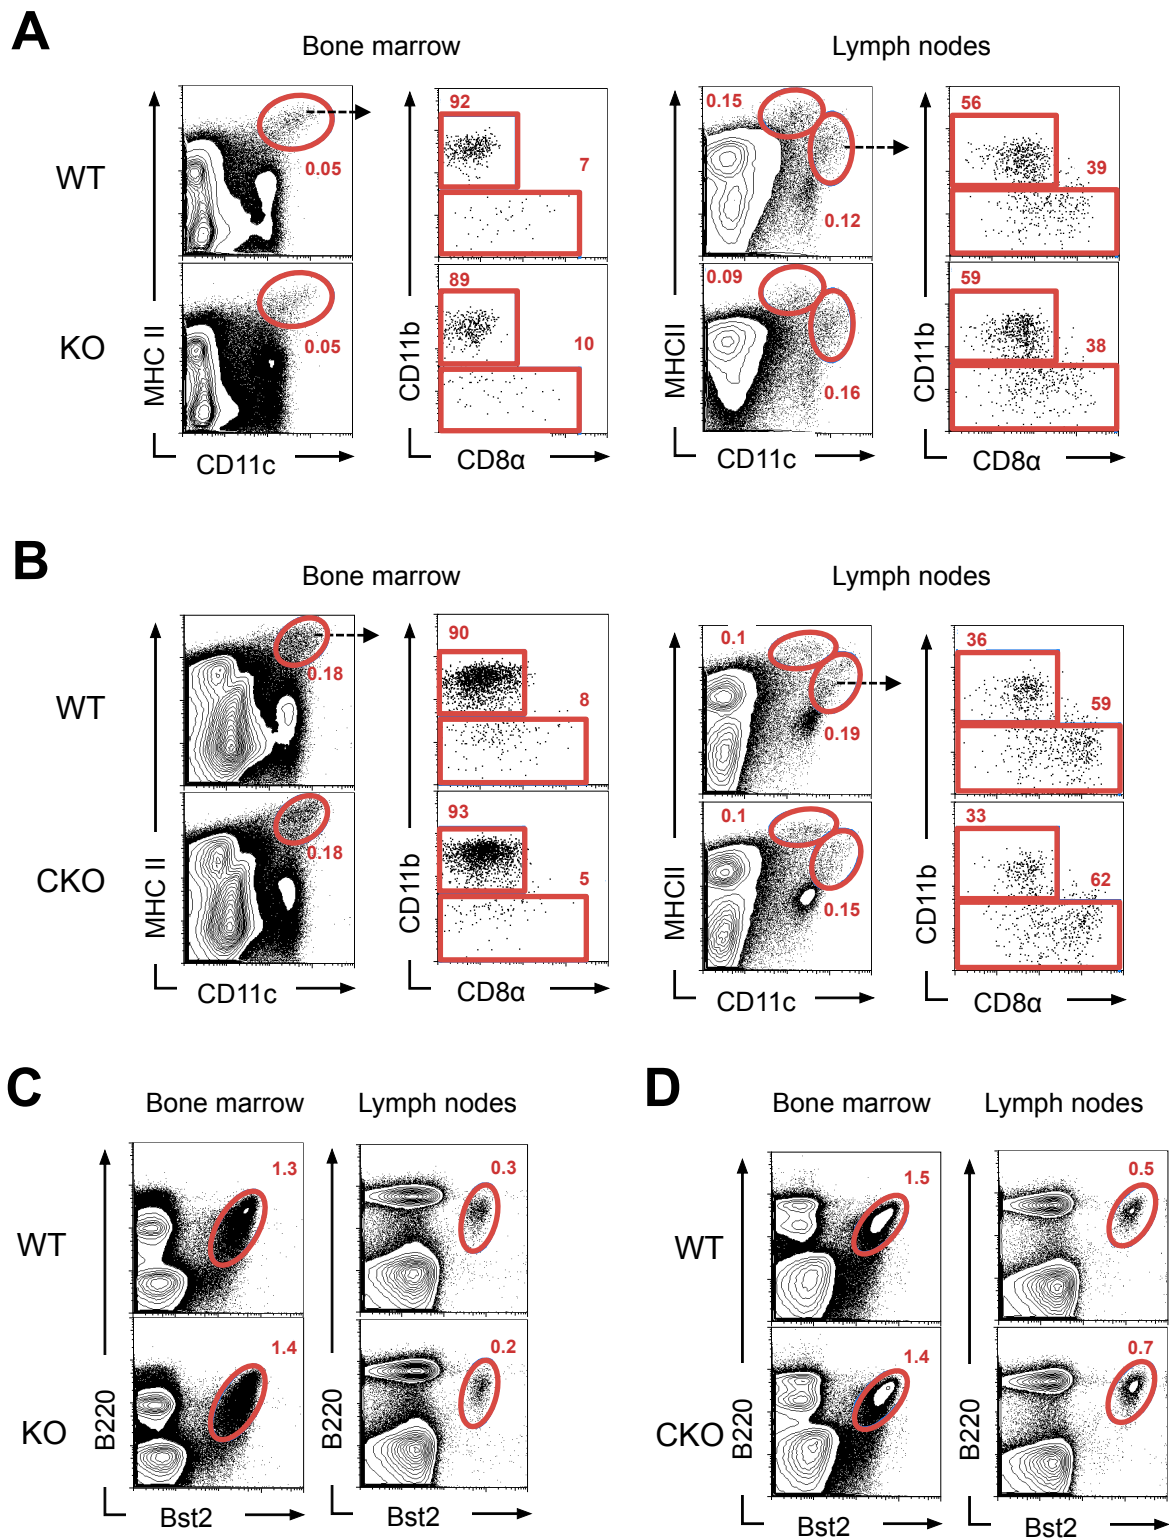 A
Bone marrow
Lymph nodes
WT
92
7
0.05
0.15
0.12
56
39
KO
89
10
0.05
0.09
0.16
59
38
MHC II
CD11b
MHCII
CD11b
CD11c
CD8α
CD11c
CD8α
B
Bone marrow
Lymph nodes
WT
0.18
90
8
0.1
0.19
36
59
CKO
0.18
93
5
0.1
0.15
33
62
MHC II
CD11b
MHCII
CD11b
CD11c
CD8α
CD11c
CD8α
C
Bone marrow
Lymph nodes
WT
1.3
0.3
KO
1.4
0.2
B220
B220
Bst2
Bst2
D
Bone marrow
Lymph nodes
WT
1.5
0.5
CKO
1.4
0.7
B220
B220
Bst2
Bst2